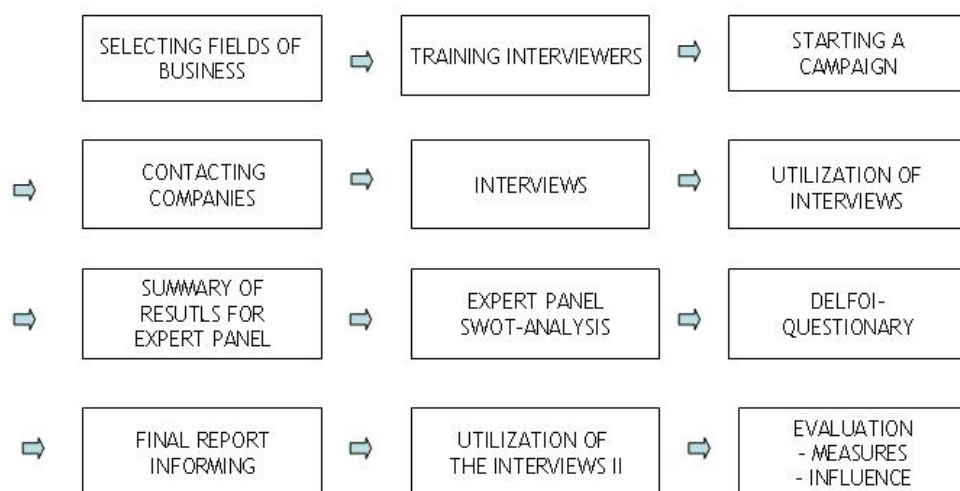 SELECTING FIELDS OF
BUSINESS
TRAINING INTERVIEWERS
STARTING A
CAMPAIGN
CONTACTING
COMPANIES
INTERVIEWS
UTILIZATION OF
INTERVIEWS
SUMMARY OF
RESUTLS FOR
EXPERT PANEL
EXPERT PANEL
SWOT-ANALYSIS
DELFOI-
QUESTIONARY
FINAL REPORT
INFORMING
UTILIZATION OF
THE INTERVIEWS II
EVALUATION
- MEASURES
- INFLUENCE